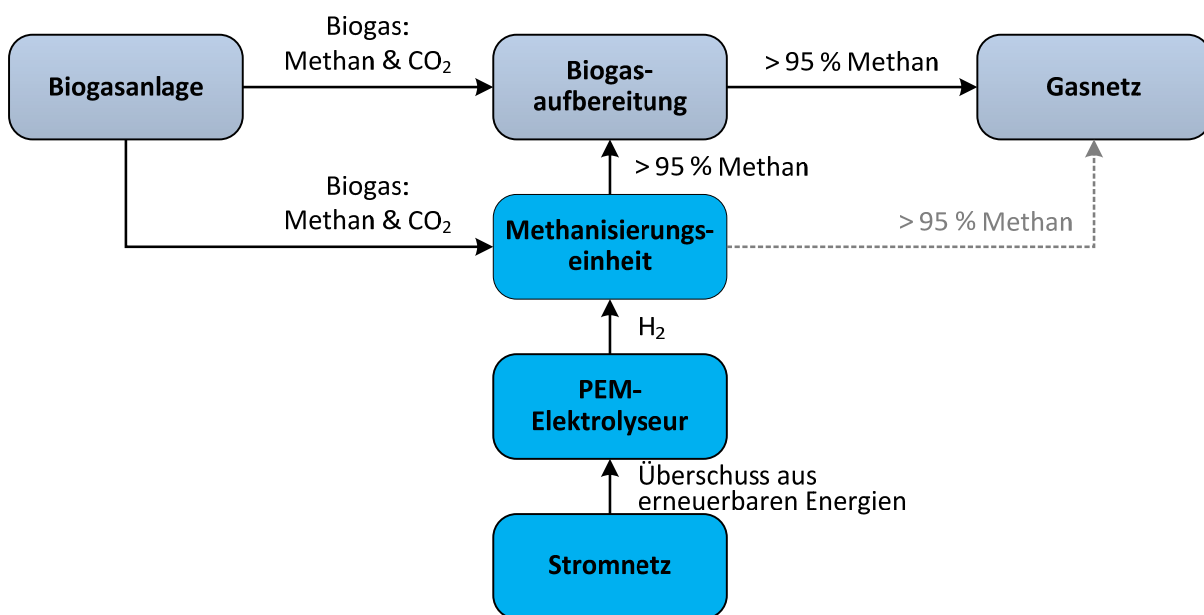 Biogasanlage
Biogas:
Methan & CO₂
Biogas-
aufbereitung
> 95 % Methan
Gasnetz
> 95 % Methan
Biogas:
Methan & CO₂
Methanisierungs-
einheit
> 95 % Methan
H₂
PEM-
Elektrolyseur
Überschuss aus
erneuerbaren Energien
Stromnetz